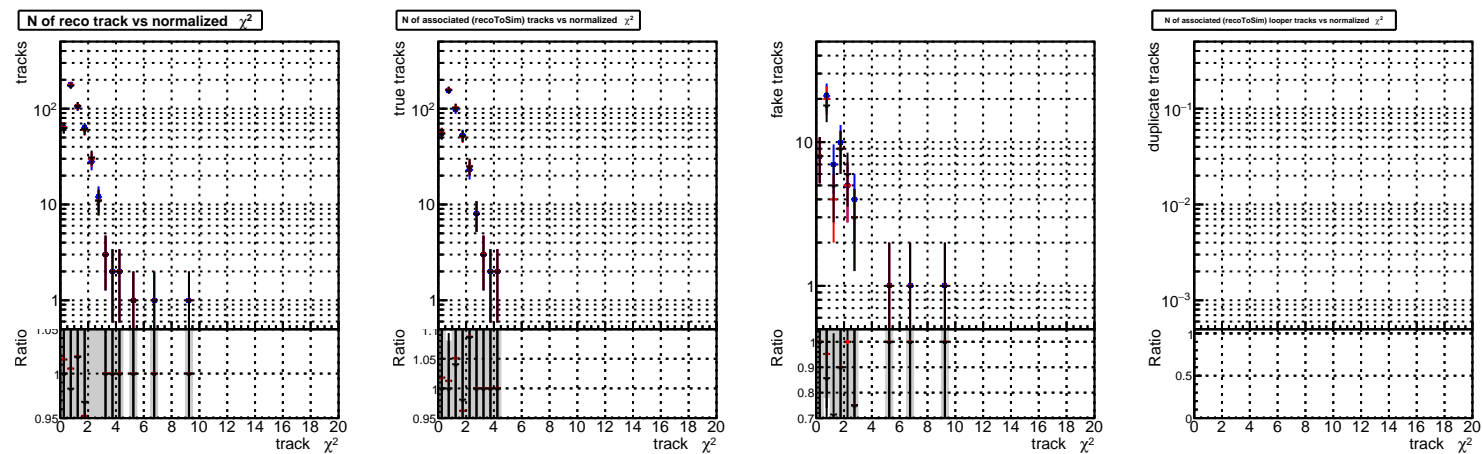 N of reco track vs normalized χ²
tracks
10²
10
1
1.05
1
0.95
Ratio
0 2 4 6 8 10 12 14 16 18 20
track χ²
N of associated (recoToSim) tracks vs normalized χ²
true tracks
10²
10
1
1.1
1.05
1
0.95
Ratio
0 2 4 6 8 10 12 14 16 18 20
track χ²
fake tracks
10
1
1
0.9
0.8
0.7
Ratio
0 2 4 6 8 10 12 14 16 18 20
track χ²
N of associated (recoToSim) looper tracks vs normalized χ²
duplicate tracks
10⁻¹
10⁻²
10⁻³
1
0.5
0
Ratio
0 2 4 6 8 10 12 14 16 18 20
track χ²